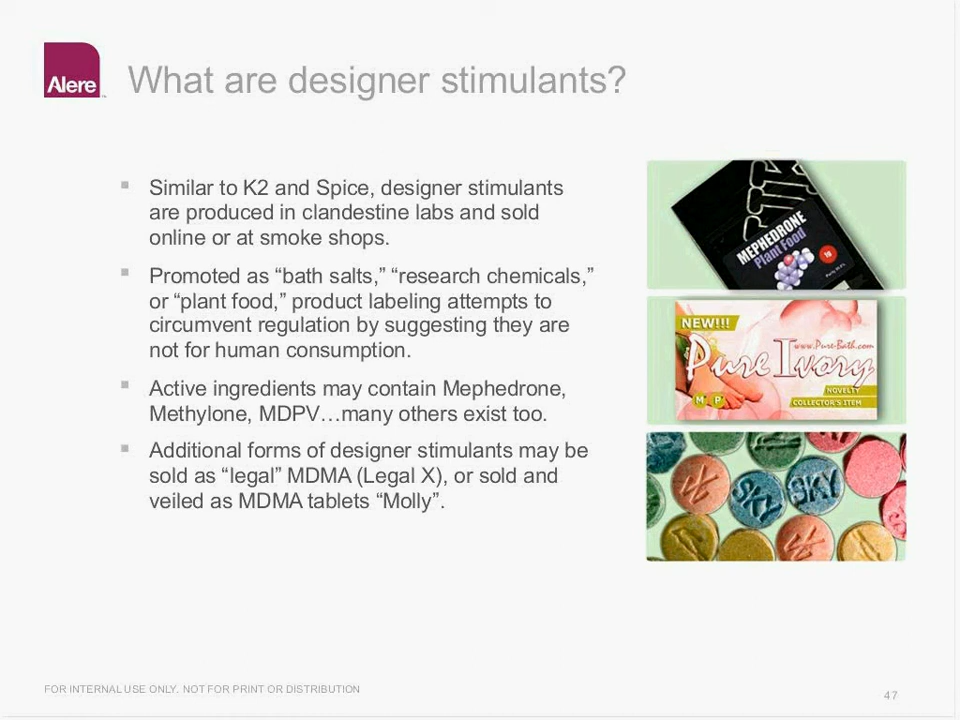 Alere
What are designer stimulants?
Similar to K2 and Spice, designer stimulants
are produced in clandestine labs and sold
online or at smoke shops.
Promoted as “bath salts,” “research chemicals,”
or “plant food,” product labeling attempts to
circumvent regulation by suggesting they are
not for human consumption.
Active ingredients may contain Mephedrone,
Methylone, MDPV…many others exist too.
Additional forms of designer stimulants may be
sold as “legal” MDMA (Legal X), or sold and
veiled as MDMA tablets “Molly”.
MEPHEDRONE
Plant Food
1g
NEW!!!
www.Pure-Bath.com
Pure Ivory
NOVELTY
COLLECTOR'S ITEM
M P
SKY
SKY
FOR INTERNAL USE ONLY. NOT FOR PRINT OR DISTRIBUTION
47